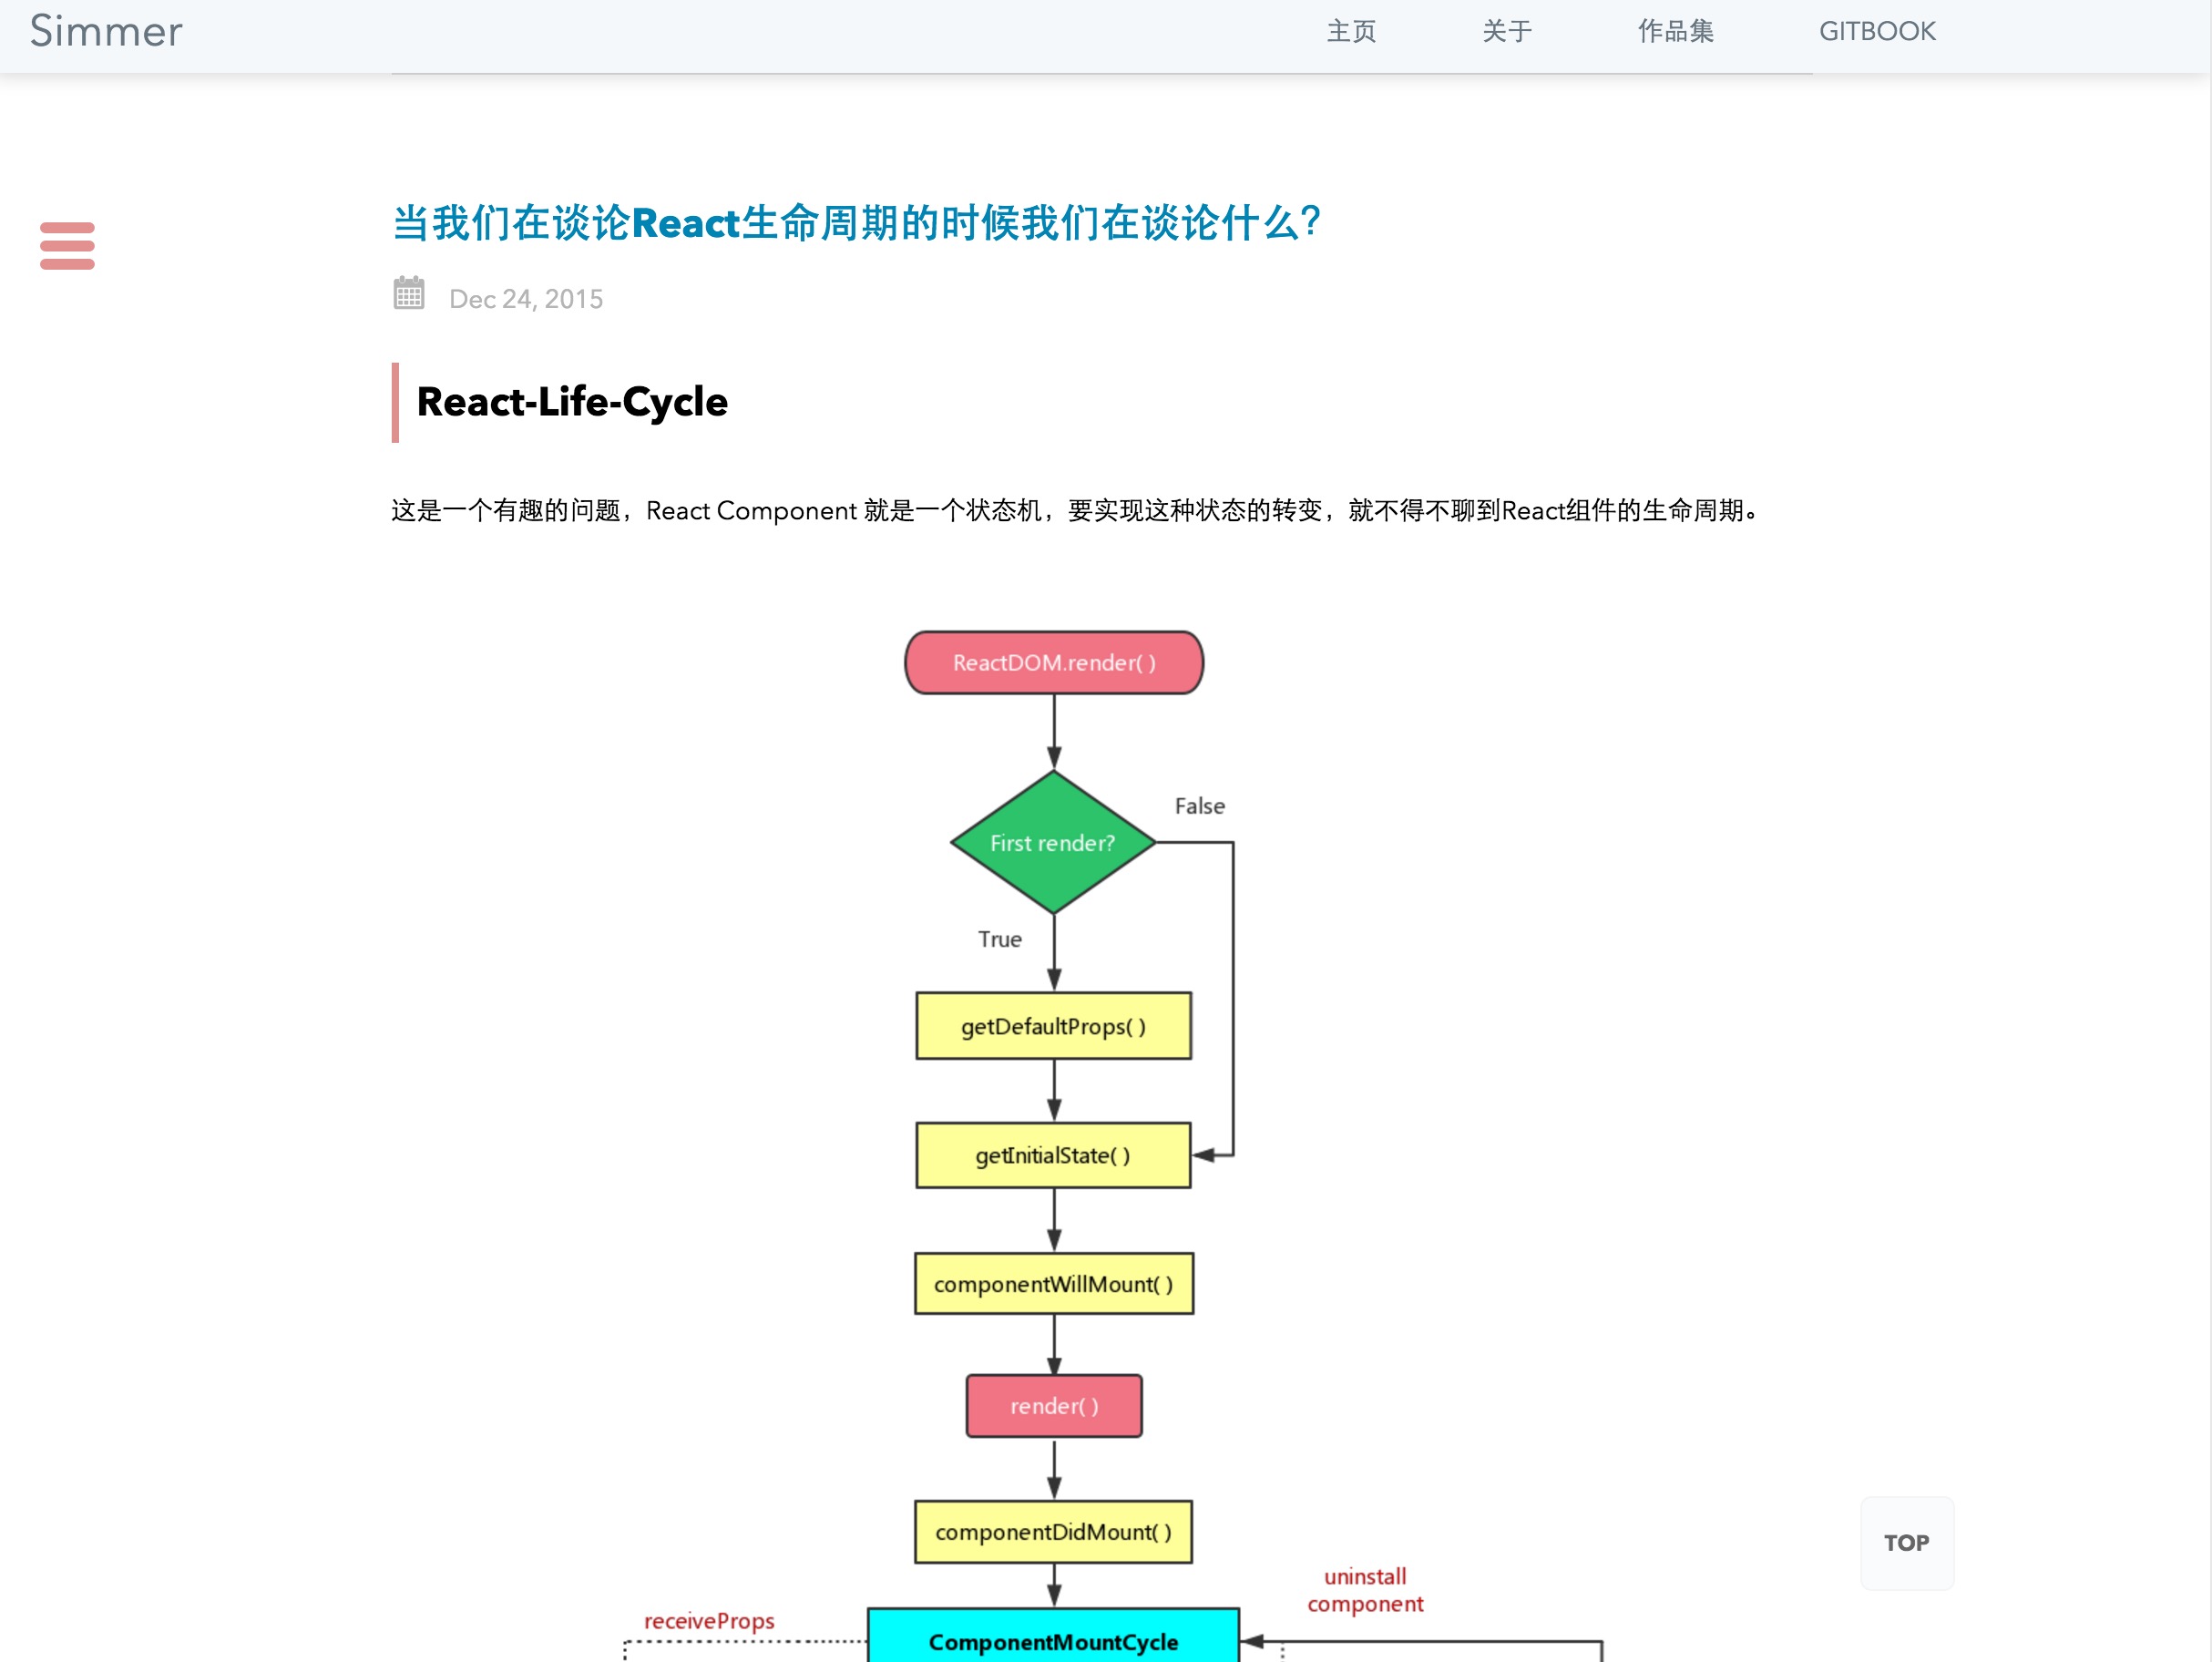 Simmer
主页
关于
作品集
GITBOOK
当我们在谈论React生命周期的时候我们在谈论什么？
Dec 24, 2015
React-Life-Cycle
这是一个有趣的问题，React Component 就是一个状态机，要实现这种状态的转变，就不得不聊到React组件的生命周期。
ReactDOM.render( )
False
First render?
True
getDefaultProps( )
getInitialState( )
componentWillMount( )
render( )
componentDidMount( )
uninstall
component
receiveProps
ComponentMountCycle
TOP